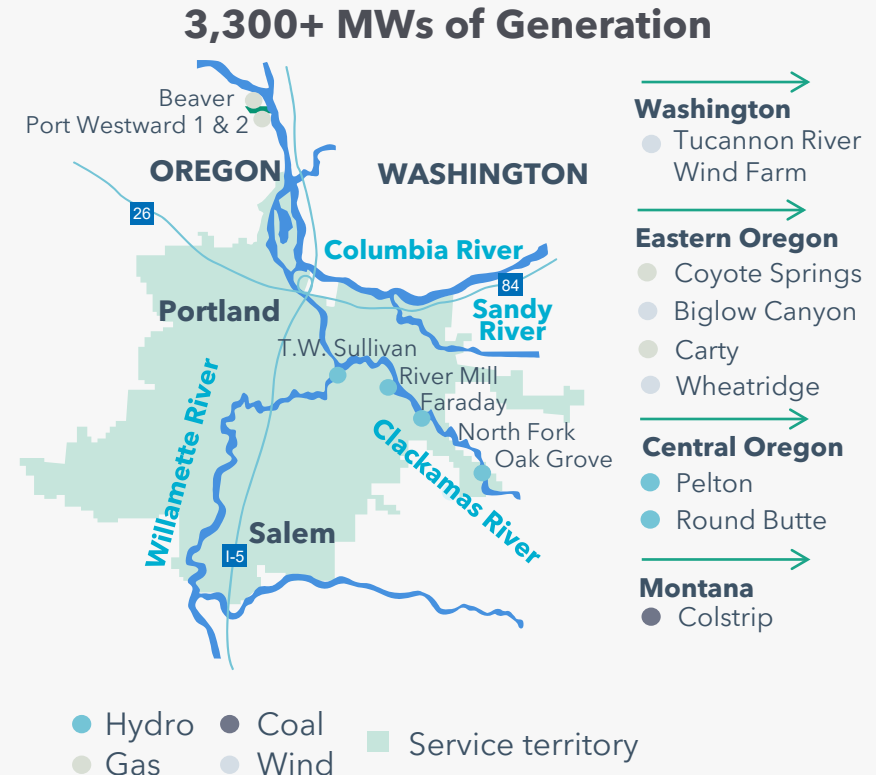 3,300+ MWs of Generation
Beaver
Port Westward 1 & 2
OREGON
WASHINGTON
26
Columbia River
84
Sandy
River
Portland
T.W. Sullivan
River Mill
Faraday
North Fork
Oak Grove
Willamette River
Clackamas River
Salem
I-5
Washington
Tucannon River
Wind Farm
Eastern Oregon
Coyote Springs
Biglow Canyon
Carty
Wheatridge
Central Oregon
Pelton
Round Butte
Montana
Colstrip
Hydro
Coal
Gas
Wind
Service territory